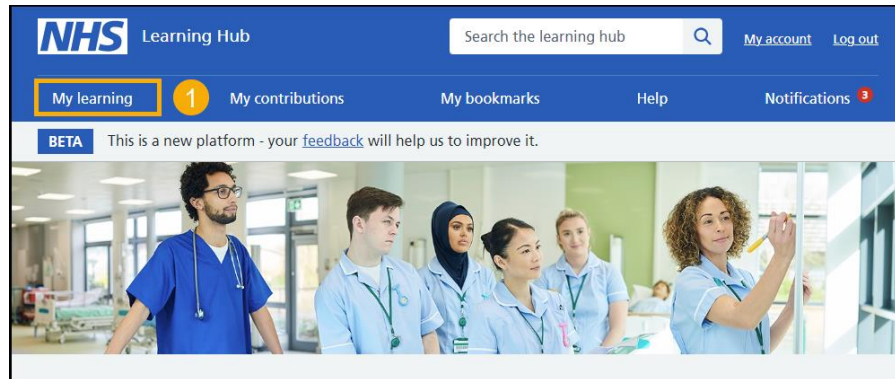 NHS Learning Hub
Search the learning hub
My account Log out
My learning 1 My contributions My bookmarks Help Notifications 3
BETA This is a new platform - your feedback will help us to improve it.